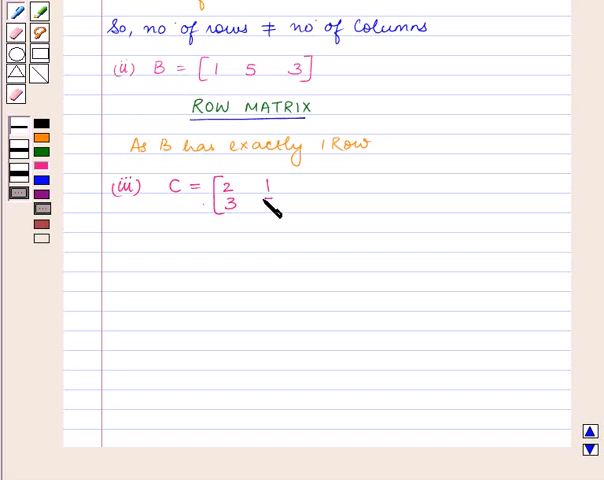 So, no of rows ≠ no of Columns
(ii) B = [ 1 5 3 ]
ROW MATRIX
As B has exactly 1 Row
(iii) C = [ 2 1
3